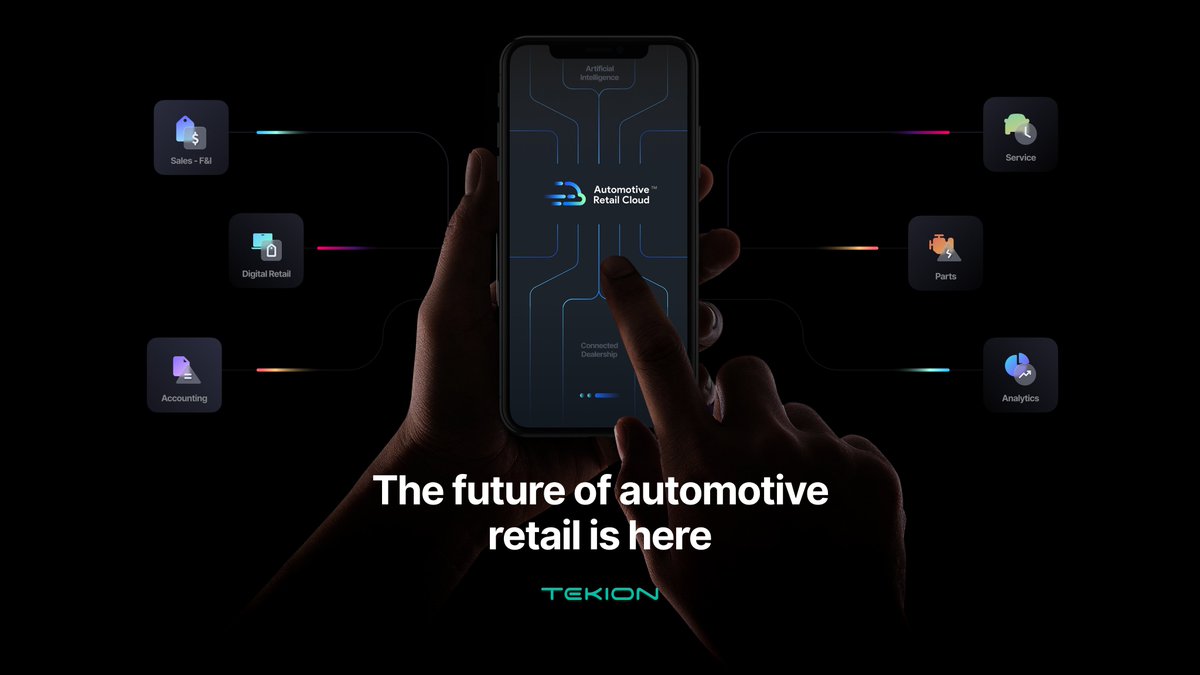 Artificial
Intelligence
Automotive ™
Retail Cloud
Connected
Dealership
Sales - F&I
$
Digital Retail
Accounting
Service
Parts
Analytics
The future of automotive
retail is here
TEKION